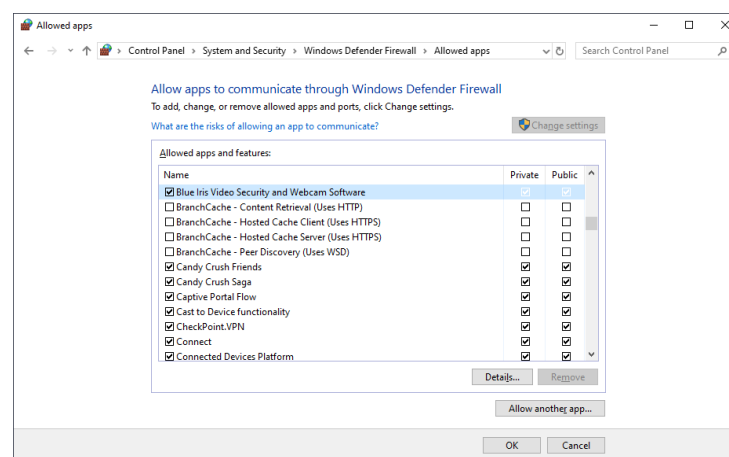 Allowed apps
Control Panel > System and Security > Windows Defender Firewall > Allowed apps
Search Control Panel
Allow apps to communicate through Windows Defender Firewall
To add, change, or remove allowed apps and ports, click Change settings.
What are the risks of allowing an app to communicate?
Change settings
Allowed apps and features:
Name Private Public
Blue Iris Video Security and Webcam Software
BranchCache - Content Retrieval (Uses HTTP)
BranchCache - Hosted Cache Client (Uses HTTPS)
BranchCache - Hosted Cache Server (Uses HTTPS)
BranchCache - Peer Discovery (Uses WSD)
Candy Crush Friends
Candy Crush Saga
Captive Portal Flow
Cast to Device functionality
CheckPoint.VPN
Connect
Connected Devices Platform
Details... Remove
Allow another app...
OK Cancel